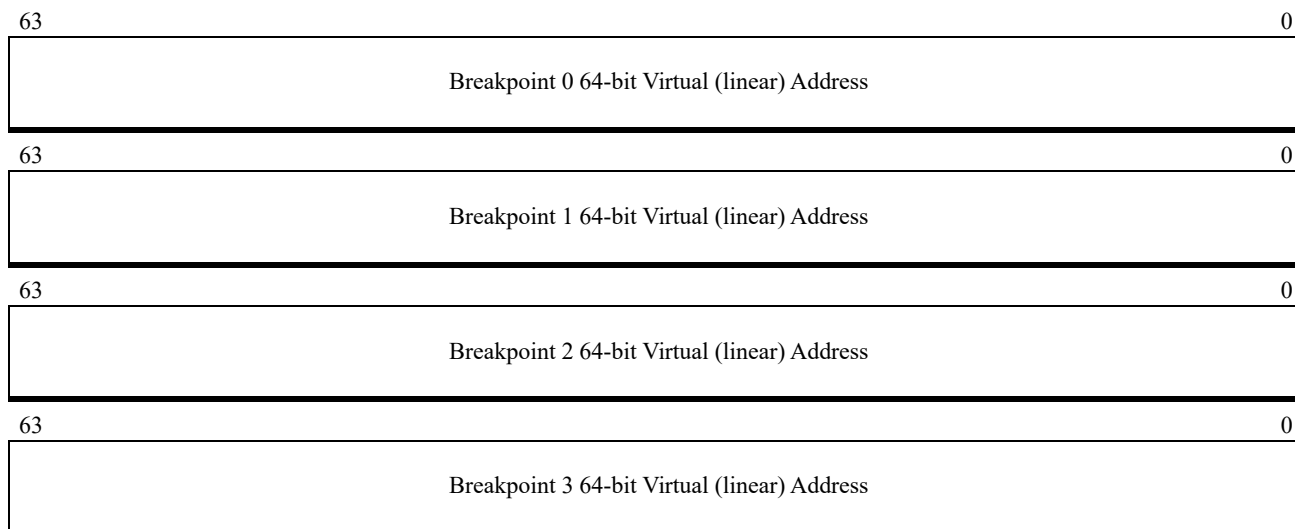 63 0
Breakpoint 0 64-bit Virtual (linear) Address
63 0
Breakpoint 1 64-bit Virtual (linear) Address
63 0
Breakpoint 2 64-bit Virtual (linear) Address
63 0
Breakpoint 3 64-bit Virtual (linear) Address